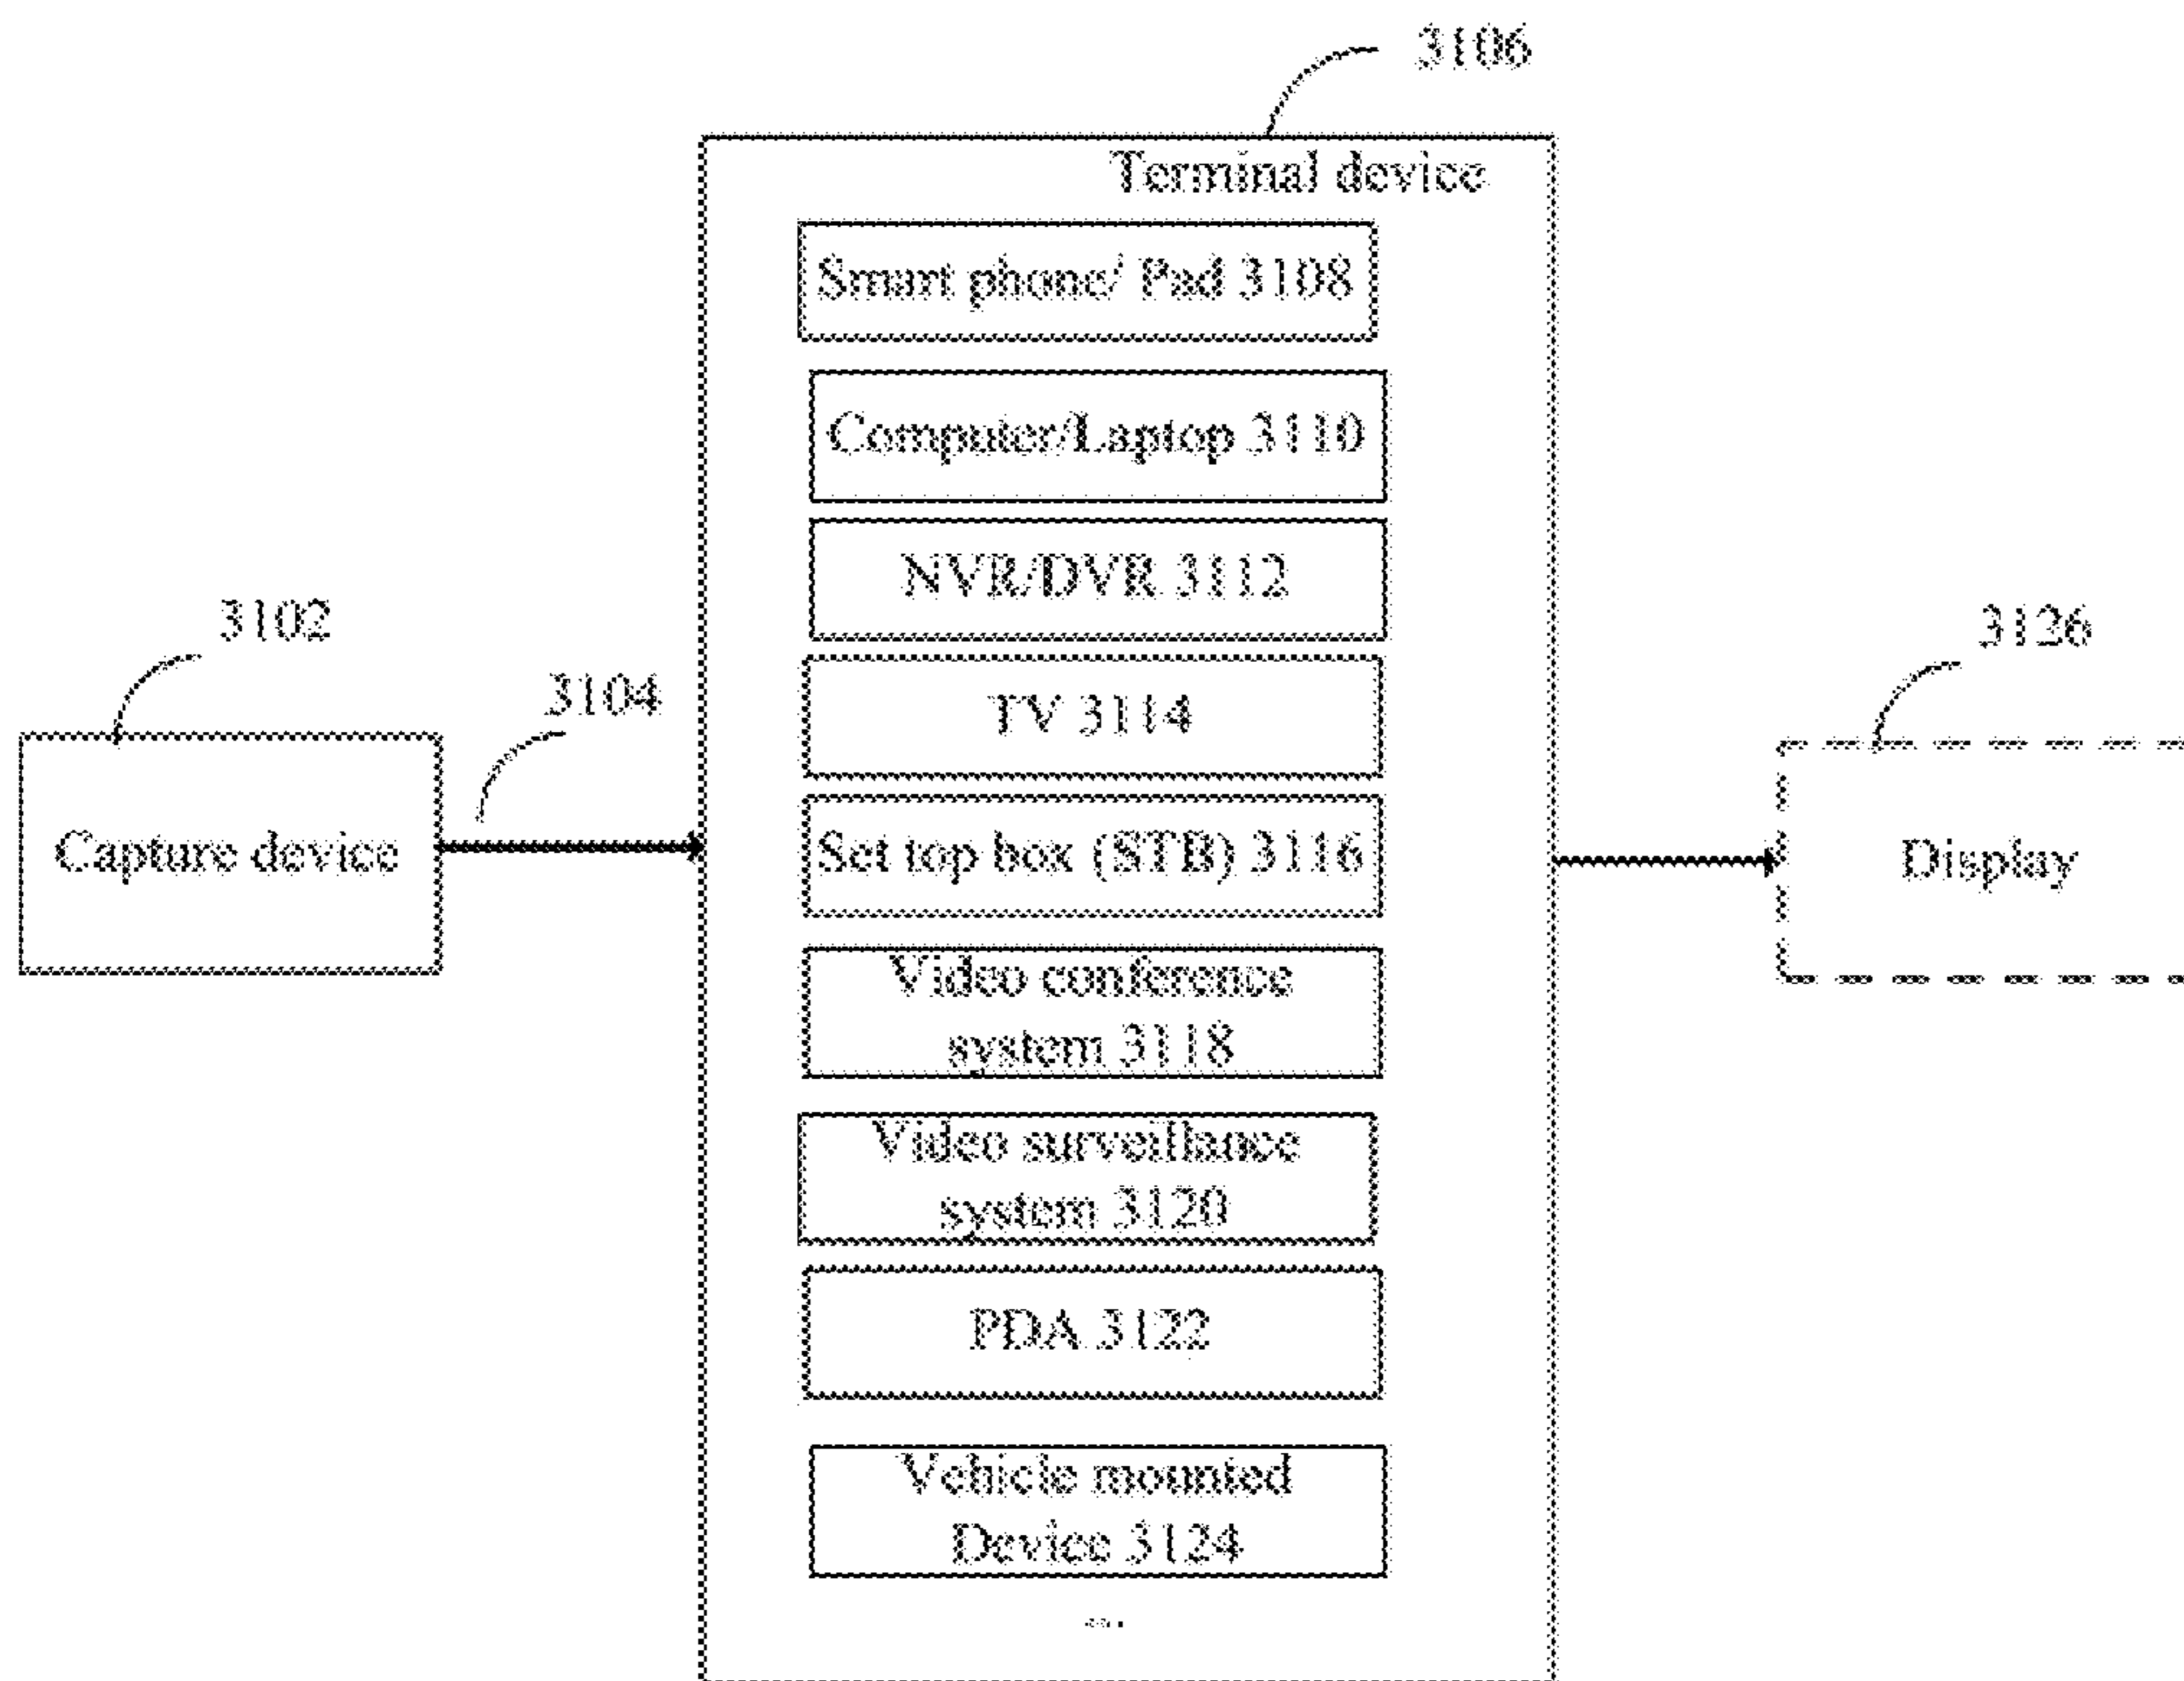 3106
Terminal device
Smart phone/ Pad 3108
Computer/Laptop 3110
NVR/DVR 3112
3102
3126
3104
TV 3114
Capture device
Set top box (STB) 3116
Display
Video conference
system 3118
Video surveillance
system 3120
PDA 3122
Vehicle mounted
Device 3124
...